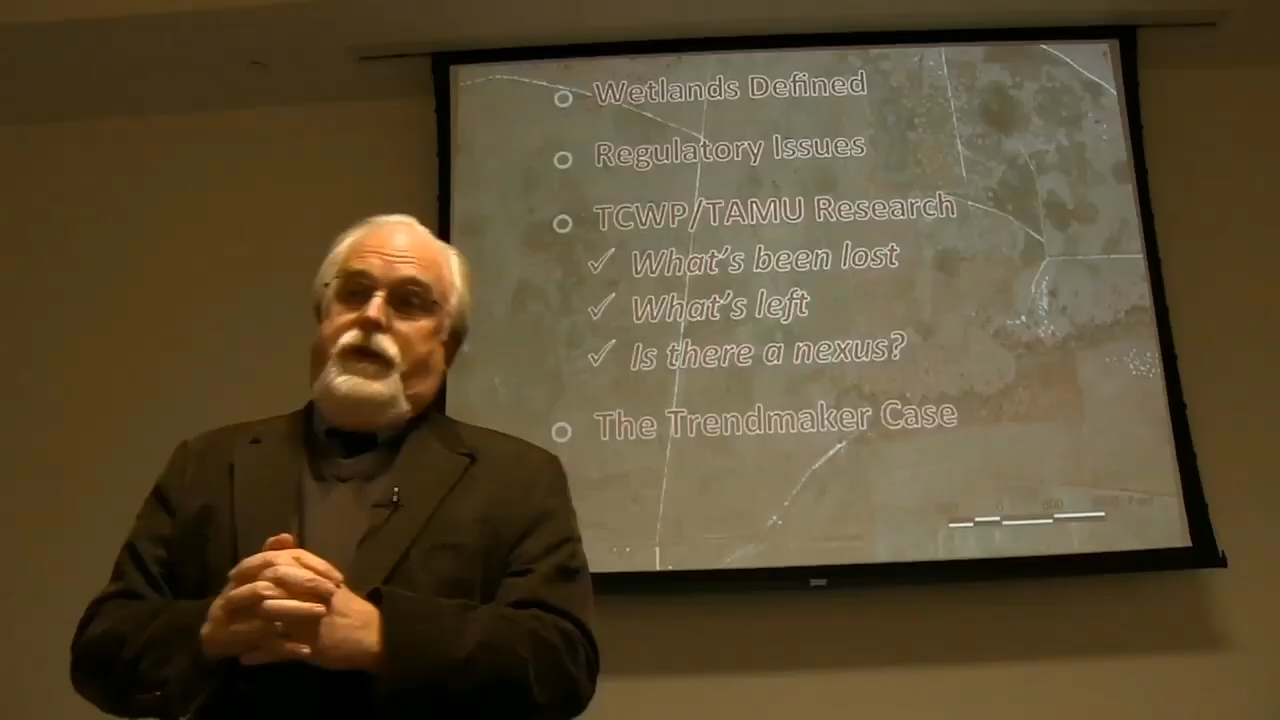 Wetlands Defined
Regulatory Issues
TCWP/TAMU Research
What's been lost
What's left
Is there a nexus?
The Trendmaker Case